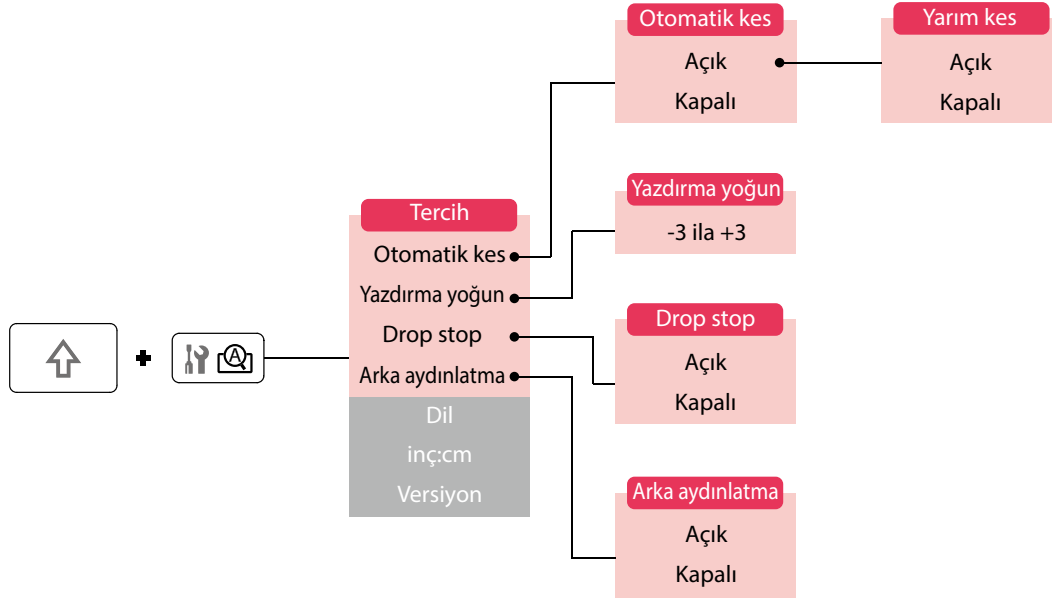 Tercih
Otomatik kes
Yazdırma yoğun
Drop stop
Arka aydınlatma
Dil
inç:cm
Versiyon
Otomatik kes
Açık
Kapalı
Yarım kes
Açık
Kapalı
Yazdırma yoğun
-3 ila +3
Drop stop
Açık
Kapalı
Arka aydınlatma
Açık
Kapalı
A